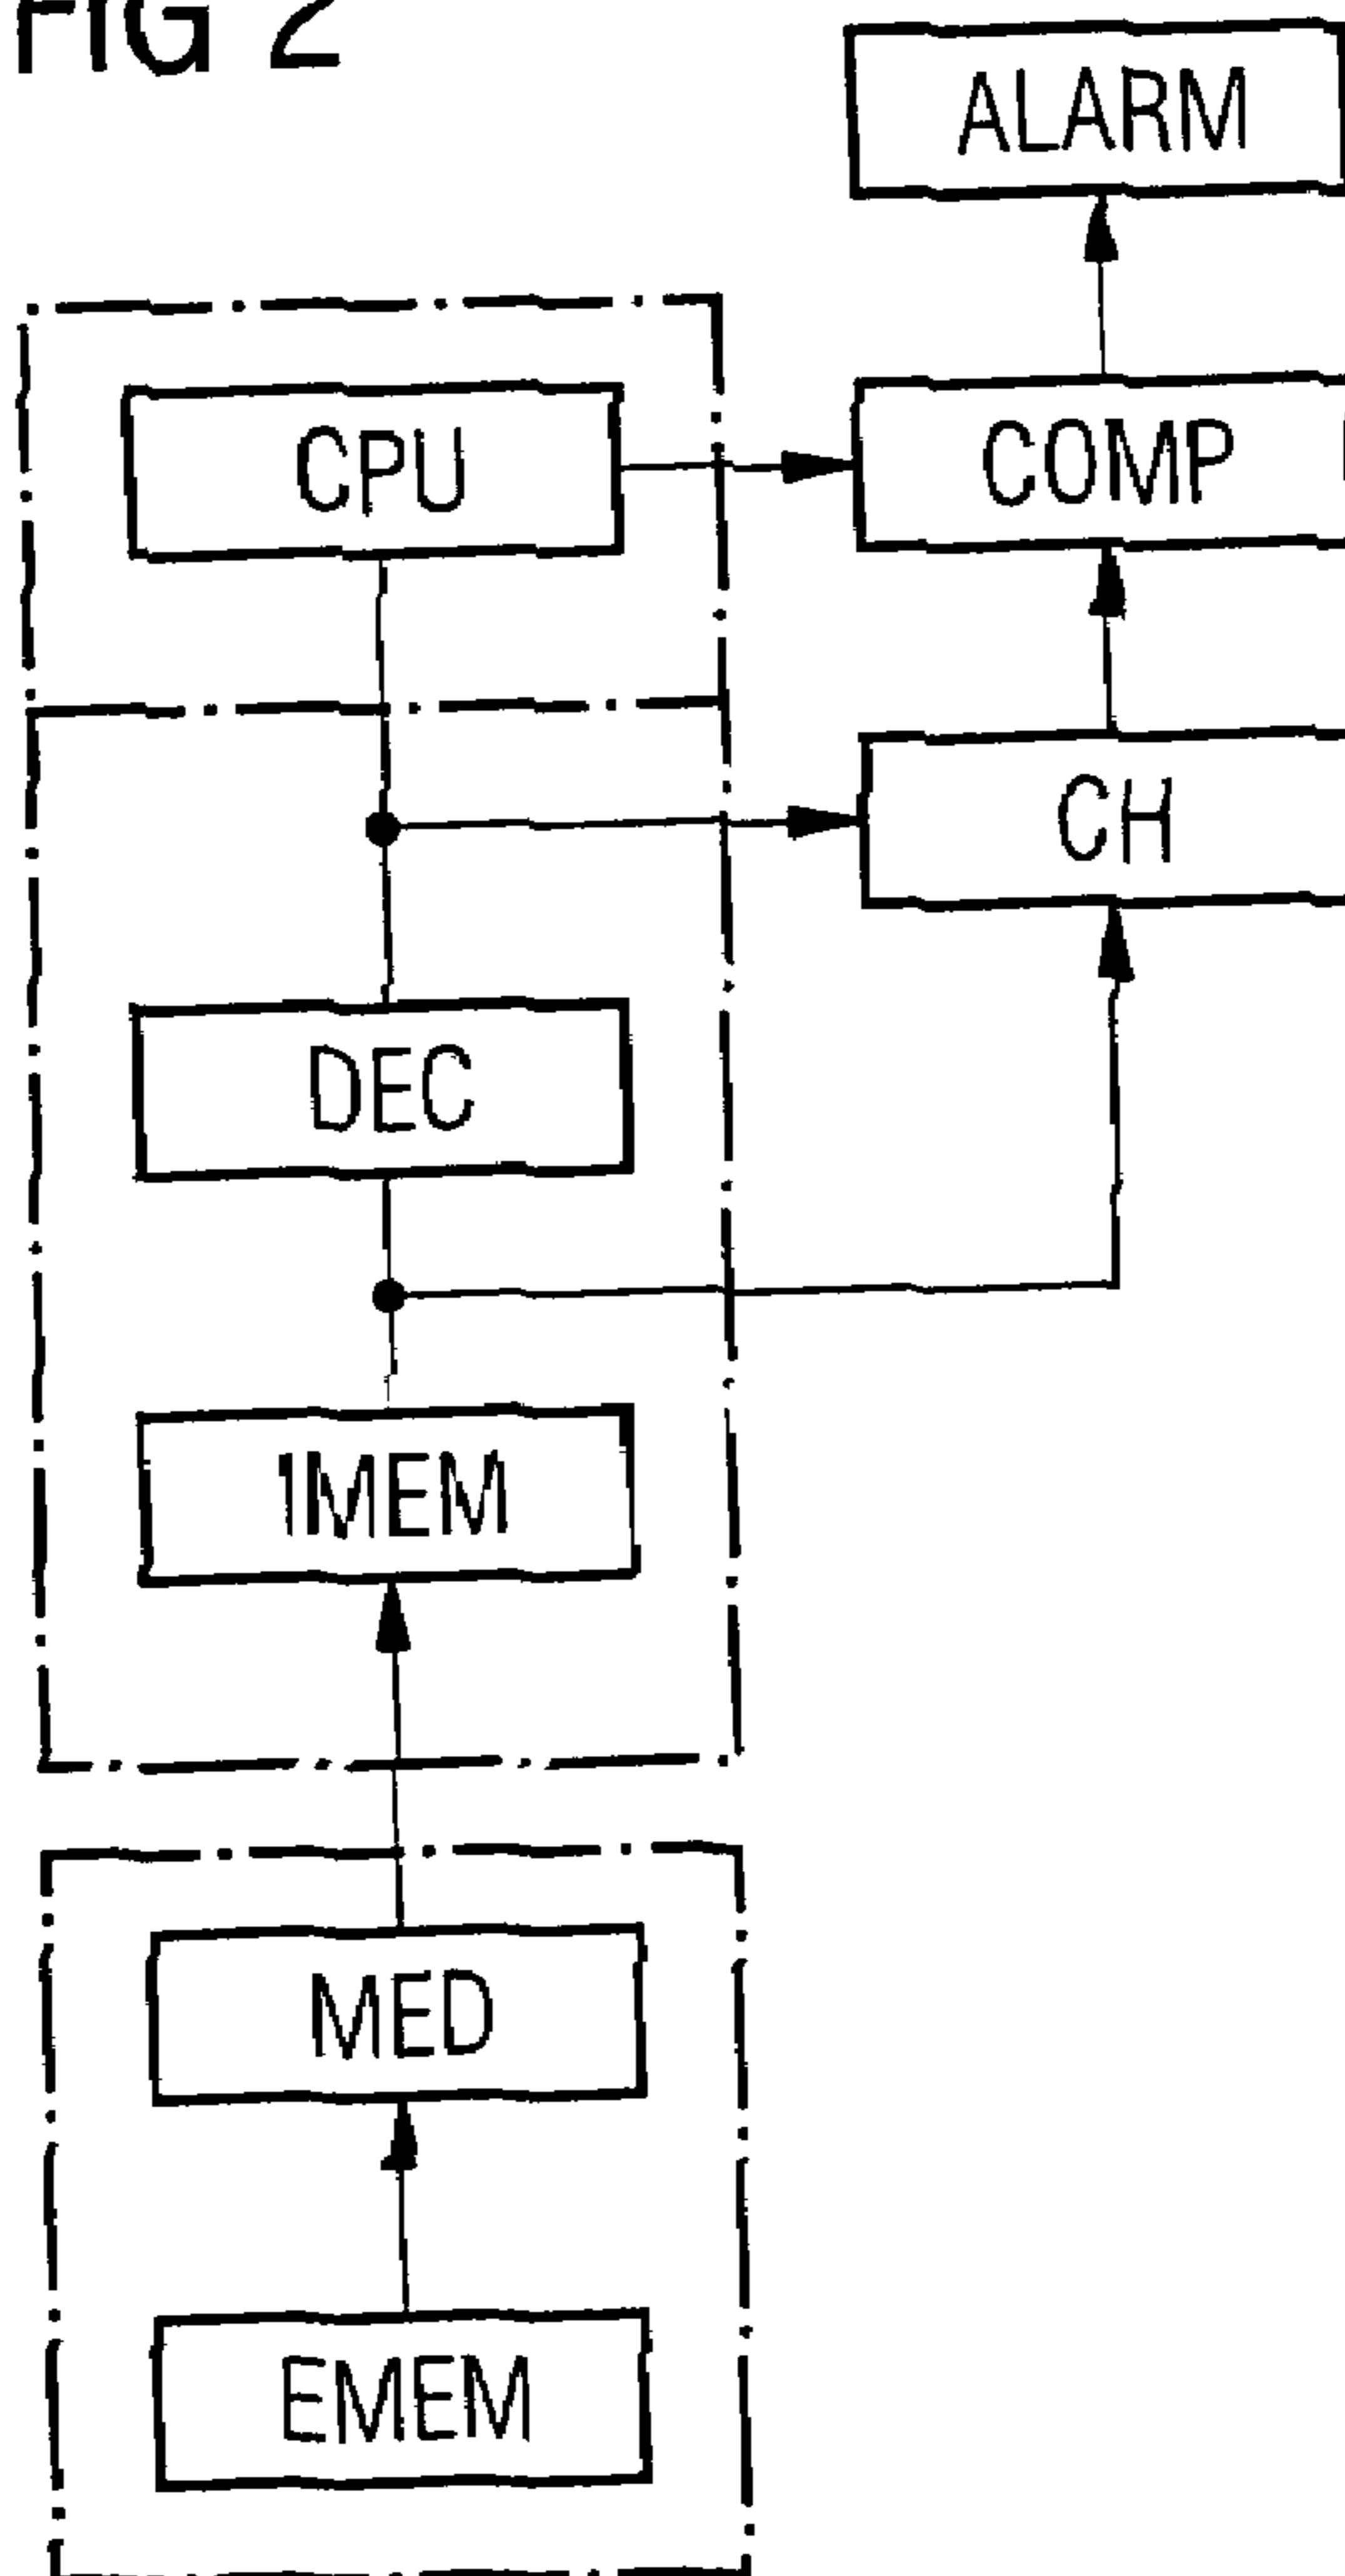 FIG 2
ALARM
CPU
COMP
CH
DEC
IMEM
MED
EMEM